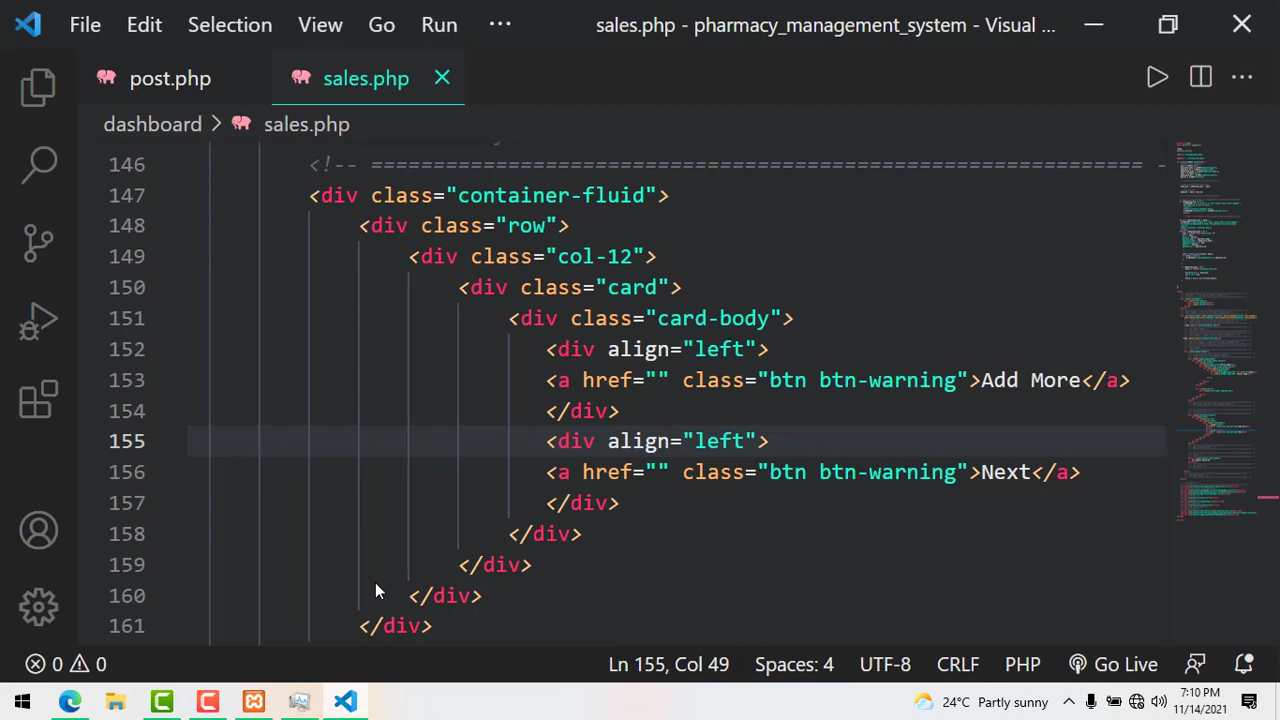 File Edit Selection View Go Run ··· sales.php - pharmacy_management_system - Visual ...
post.php sales.php
dashboard > sales.php
146 <!-- ==============================================================
147 <div class="container-fluid">
148 <div class="row">
149 <div class="col-12">
150 <div class="card">
151 <div class="card-body">
152 <div align="left">
153 <a href="" class="btn btn-warning">Add More</a>
154 </div>
155 <div align="left">
156 <a href="" class="btn btn-warning">Next</a>
157 </div>
158 </div>
159 </div>
160 </div>
161 </div>
0 0 Ln 155, Col 49 Spaces: 4 UTF-8 CRLF PHP Go Live
24°C Partly sunny 7:10 PM
11/14/2021